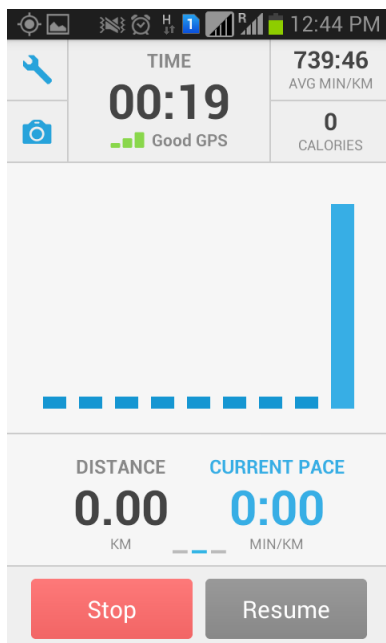 H 1 R 12:44 PM
TIME
00:19
Good GPS
739:46
AVG MIN/KM
0
CALORIES
DISTANCE
0.00
KM
CURRENT PACE
0:00
MIN/KM
Stop
Resume